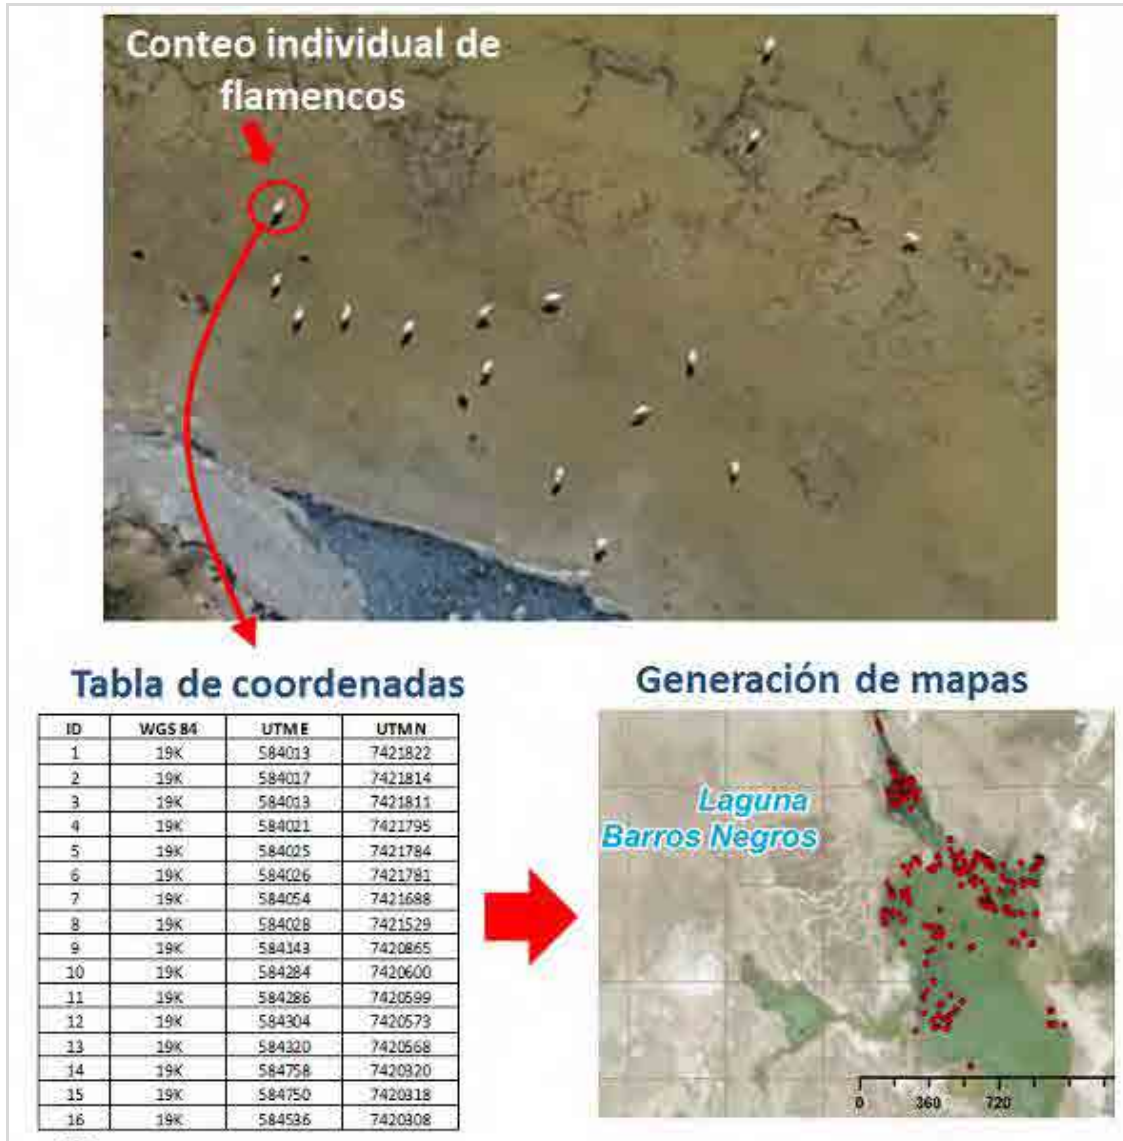 Conteo individual de
flamencos
Tabla de coordenadas
ID WGS 84 UTM E UTM N
1 19K 584013 7421822
2 19K 584017 7421814
3 19K 584013 7421811
4 19K 584021 7421795
5 19K 584025 7421784
6 19K 584026 7421781
7 19K 584054 7421688
8 19K 584028 7421529
9 19K 584143 7420865
10 19K 584284 7420600
11 19K 584286 7420599
12 19K 584304 7420573
13 19K 584320 7420568
14 19K 584758 7420320
15 19K 584750 7420318
16 19K 584536 7420308
Generación de mapas
Laguna
Barros Negros
0 360 720